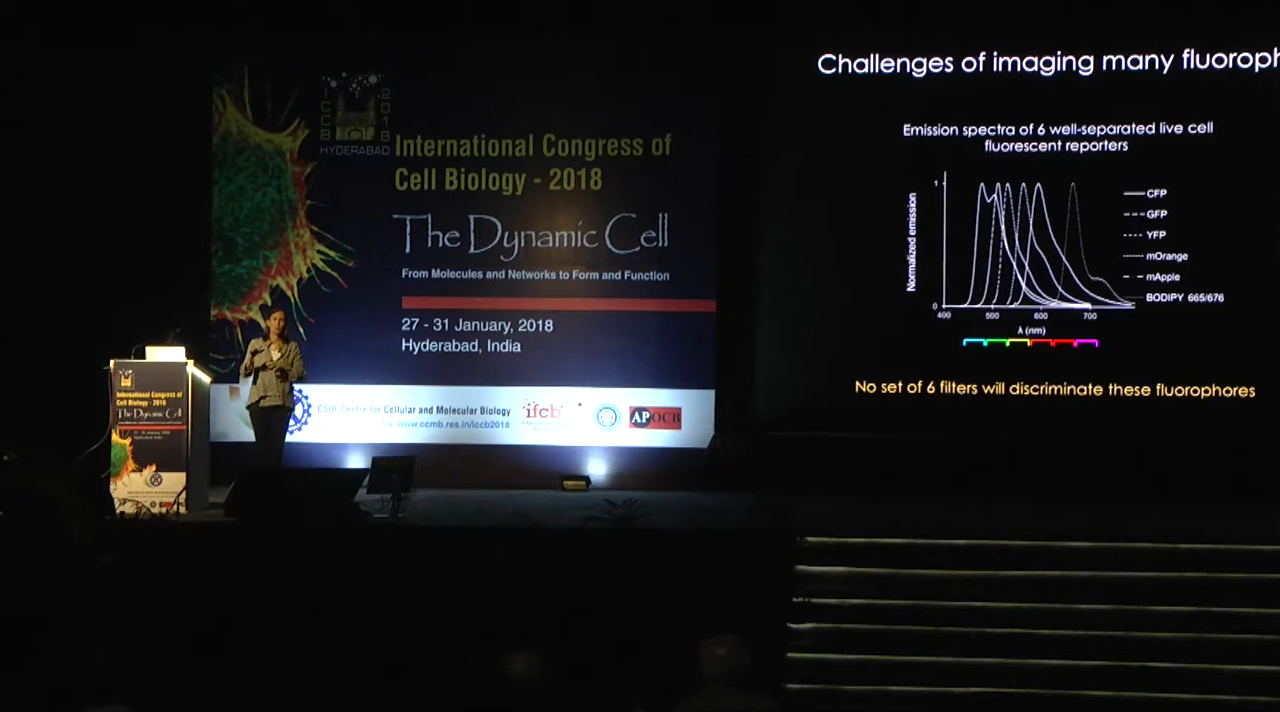 ICCB
2018
HYDERABAD
International Congress of
Cell Biology - 2018
The Dynamic Cell
From Molecules and Networks to Form and Function
27 - 31 January, 2018
Hyderabad, India
CSIR-Centre for Cellular and Molecular Biology
www.ccmb.res.in/iccb2018
ifcb
APOCB
International Congress of
Cell Biology - 2018
The Dynamic Cell
Challenges of imaging many fluoroph
Emission spectra of 6 well-separated live cell
fluorescent reporters
Normalized emission
1
0
400 500 600 700
λ (nm)
CFP
GFP
YFP
mOrange
mApple
BODIPY 665/676
No set of 6 filters will discriminate these fluorophores